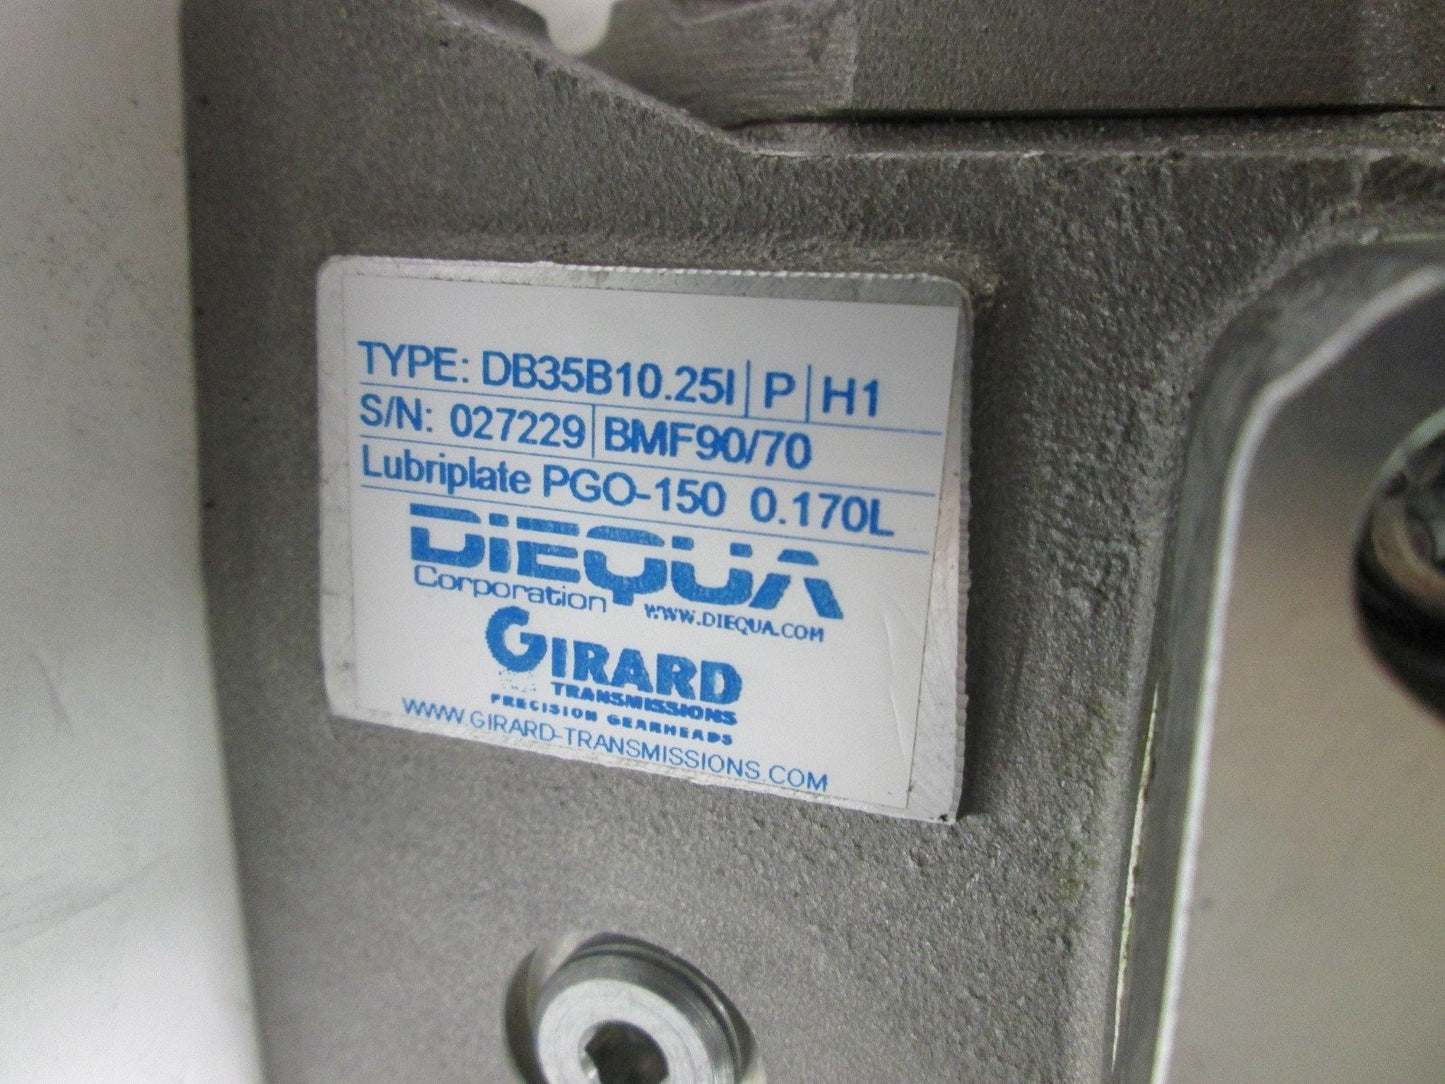 TYPE: DB35B10.25I P H1
S/N: 027229 BMF90/70
Lubriplate PGO-150 0.170L
DIEQUA
Corporation WWW.DIEQUA.COM
GIRARD
TRANSMISSIONS
PRECISION GEARHEADS
WWW.GIRARD-TRANSMISSIONS.COM